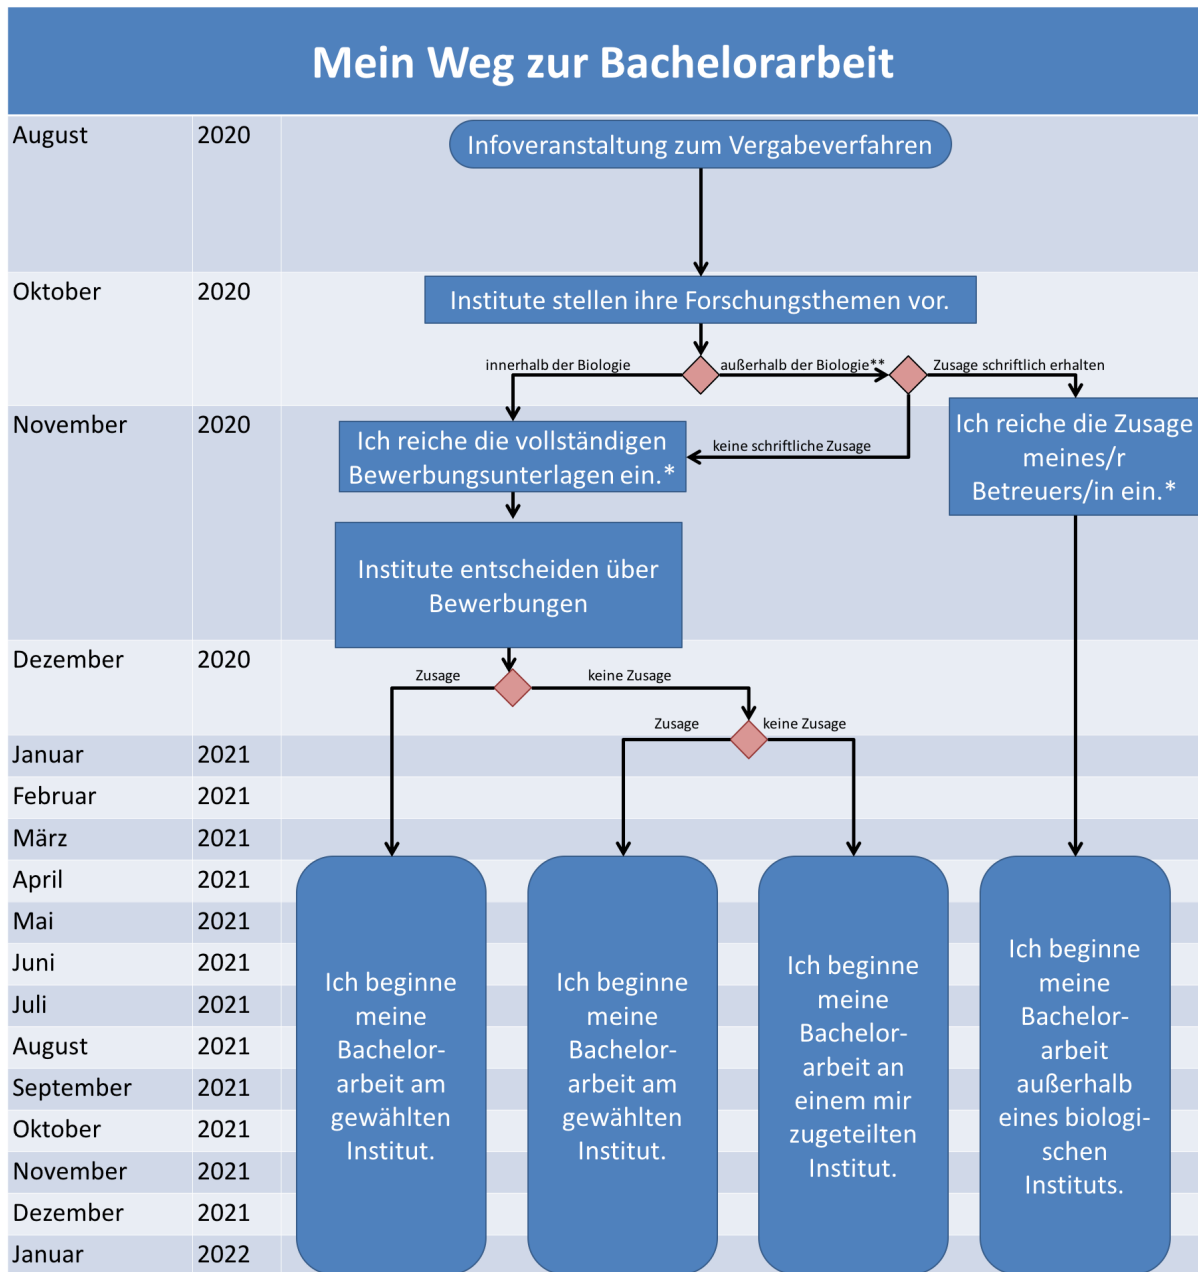 Mein Weg zur Bachelorarbeit
August 2020
Infoveranstaltung zum Vergabeverfahren
Oktober 2020
Institute stellen ihre Forschungsthemen vor.
innerhalb der Biologie
außerhalb der Biologie**
Zusage schriftlich erhalten
November 2020
Ich reiche die vollständigen
Bewerbungsunterlagen ein.*
keine schriftliche Zusage
Ich reiche die Zusage
meines/r
Betreuers/in ein.*
Institute entscheiden über
Bewerbungen
Dezember 2020
Zusage
keine Zusage
Zusage
keine Zusage
Januar 2021
Februar 2021
März 2021
April 2021
Mai 2021
Juni 2021
Juli 2021
August 2021
September 2021
Oktober 2021
November 2021
Dezember 2021
Januar 2022
Ich beginne
meine
Bachelor-
arbeit am
gewählten
Institut.
Ich beginne
meine
Bachelor-
arbeit am
gewählten
Institut.
Ich beginne
meine
Bachelor-
arbeit an
einem mir
zugeteilten
Institut.
Ich beginne
meine
Bachelor-
arbeit
außerhalb
eines biologi-
schen
Instituts.